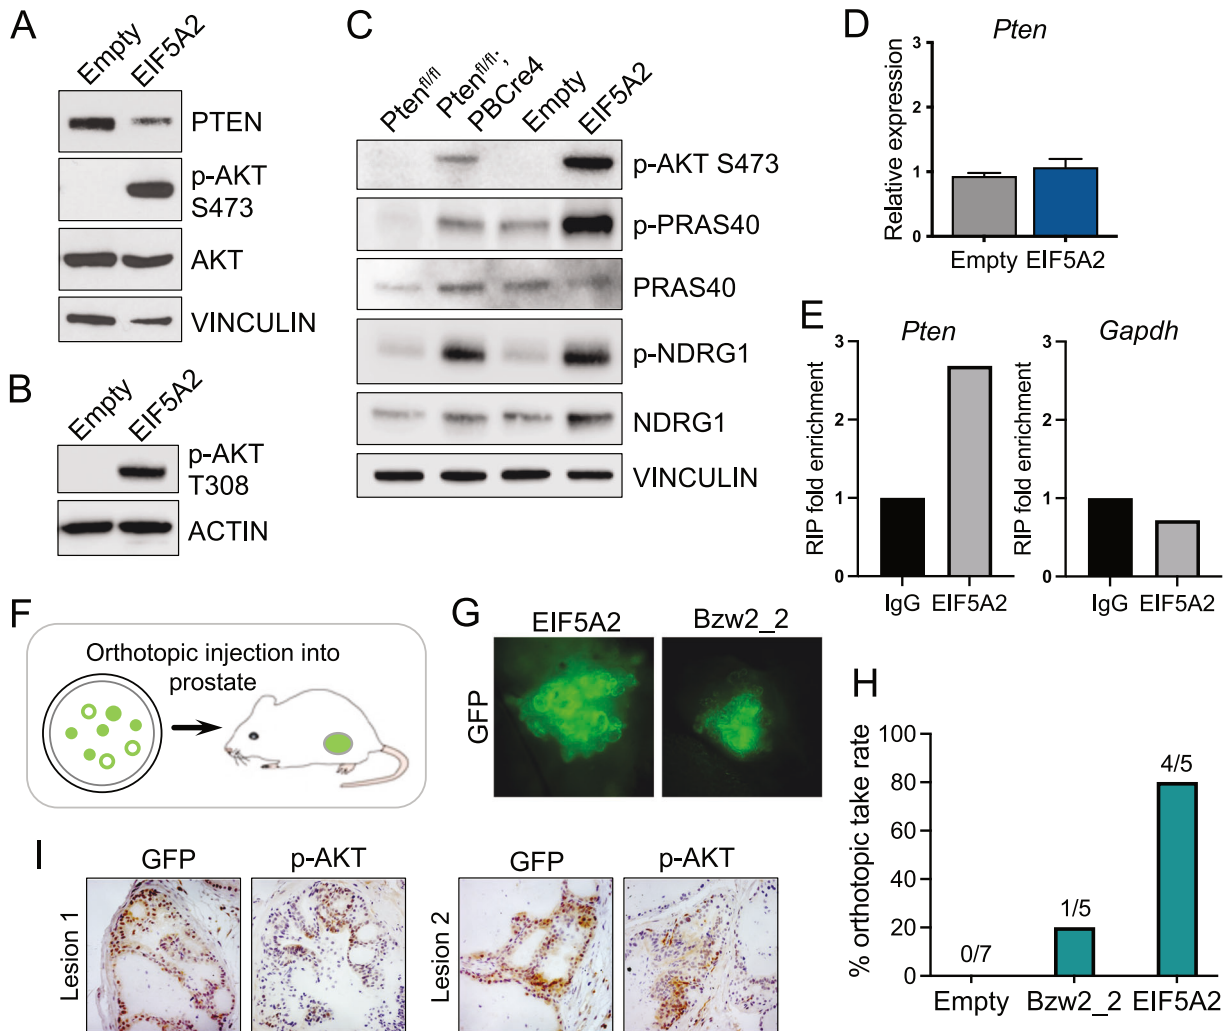 A
Empty
EIF5A2
PTEN
p-AKT
S473
AKT
VINCULIN
B
Empty
EIF5A2
p-AKT
T308
ACTIN
C
Pten^fl/fl
Pten^fl/fl;
PBCre4
Empty
EIF5A2
p-AKT S473
p-PRAS40
PRAS40
p-NDRG1
NDRG1
VINCULIN
D
Pten
Relative expression
3
2
1
0
Empty EIF5A2
E
Pten
RIP fold enrichment
3
2
1
0
IgG EIF5A2
Gapdh
RIP fold enrichment
3
2
1
0
IgG EIF5A2
F
Orthotopic injection into
prostate
G
EIF5A2
Bzw2_2
GFP
H
% orthotopic take rate
100
80
60
40
20
0
0/7
1/5
4/5
Empty Bzw2_2 EIF5A2
I
GFP
p-AKT
Lesion 1
GFP
p-AKT
Lesion 2